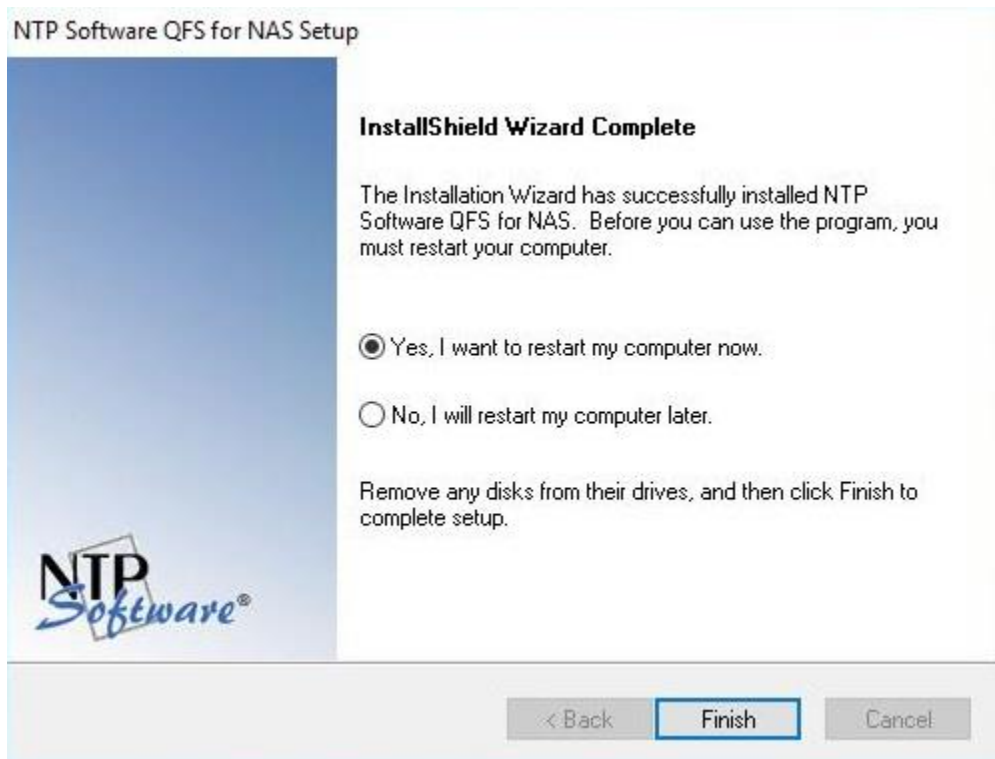 NTP Software QFS for NAS Setup
InstallShield Wizard Complete
The Installation Wizard has successfully installed NTP
Software QFS for NAS. Before you can use the program, you
must restart your computer.
Yes, I want to restart my computer now.
No, I will restart my computer later.
Remove any disks from their drives, and then click Finish to
complete setup.
NTP
Software®
< Back
Finish
Cancel